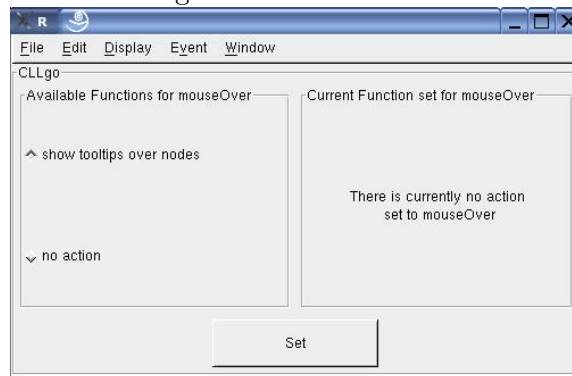 R
File Edit Display Event Window
CLLgo
Available Functions for mouseOver
Current Function set for mouseOver
show tooltips over nodes
There is currently no action
set to mouseOver
no action
Set